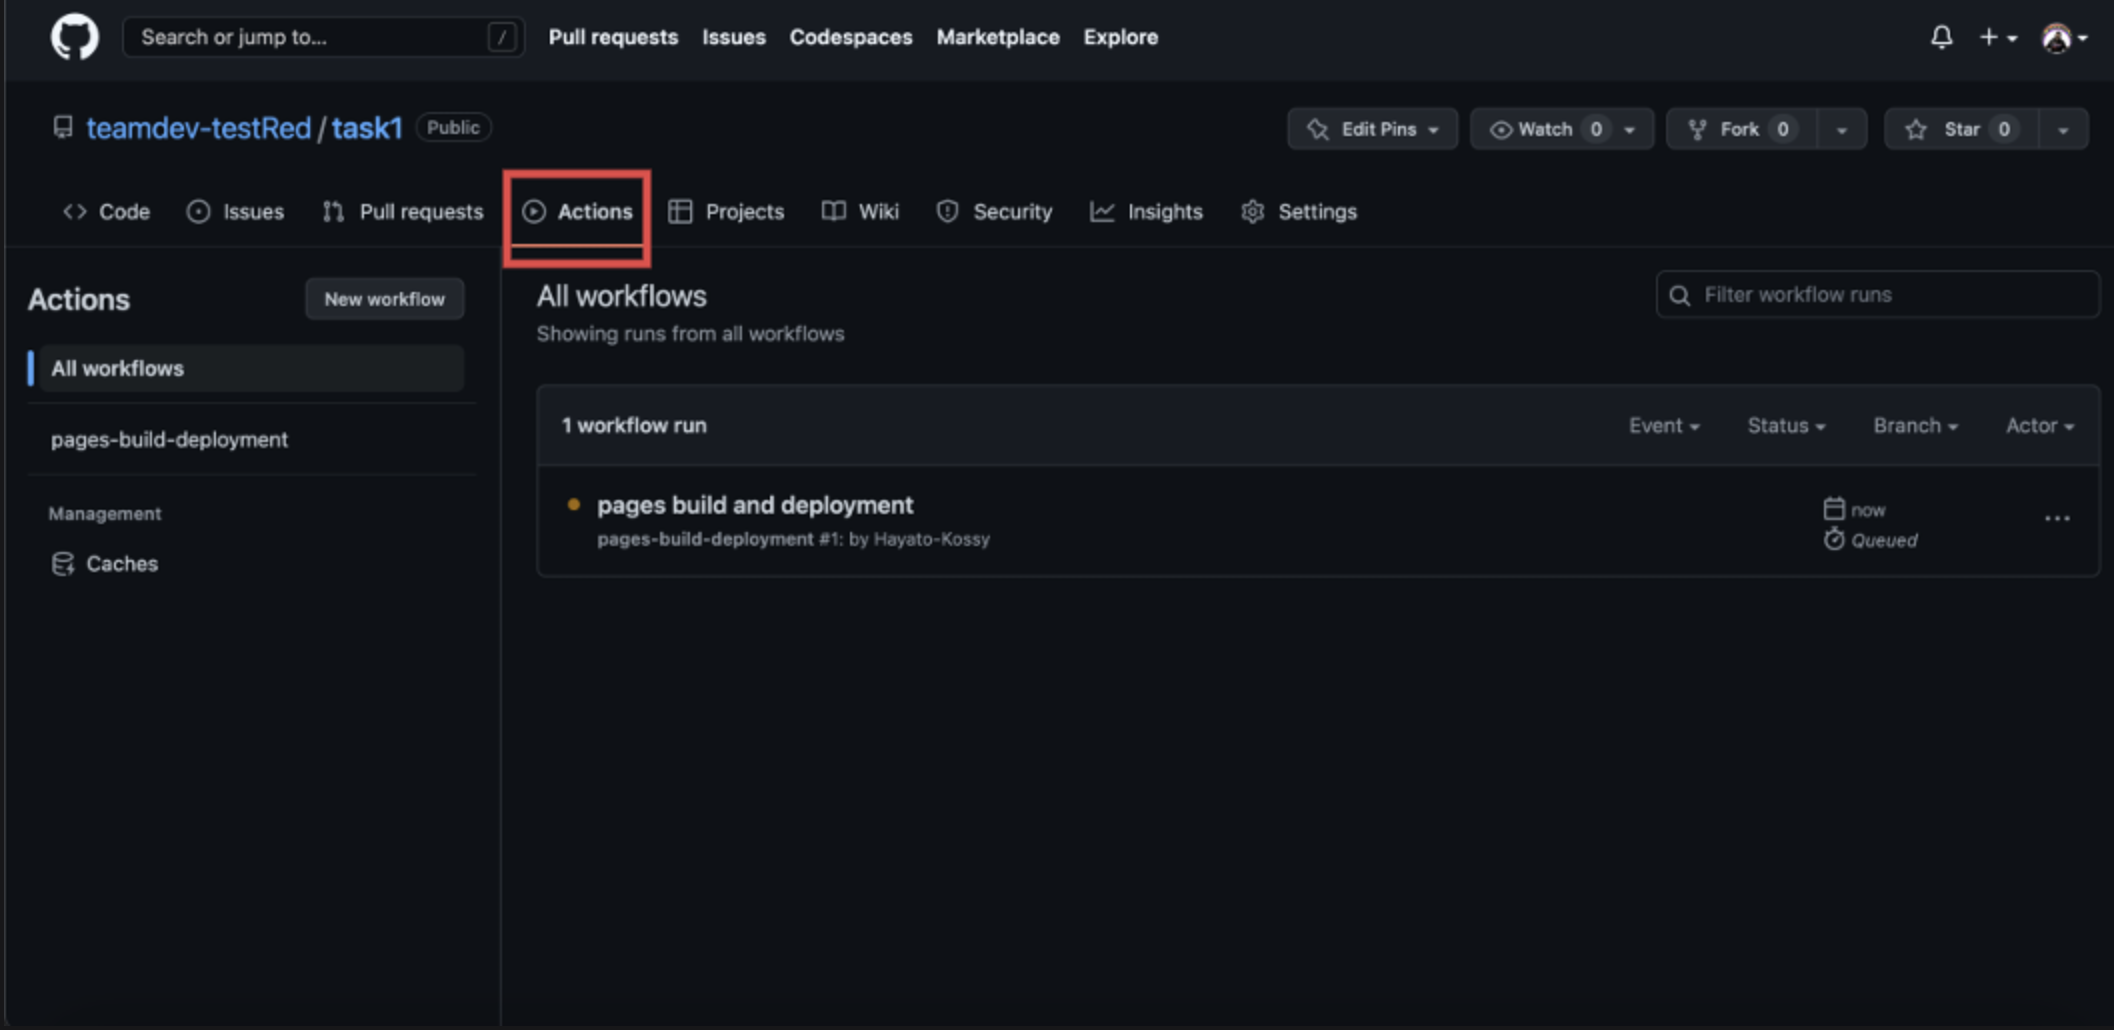 Search or jump to... /
Pull requests Issues Codespaces Marketplace Explore
teamdev-testRed / task1 Public
Edit Pins Watch 0 Fork 0 Star 0
Code Issues Pull requests Actions Projects Wiki Security Insights Settings
Actions New workflow
All workflows
pages-build-deployment
Management
Caches
All workflows
Showing runs from all workflows
Filter workflow runs
1 workflow run Event Status Branch Actor
pages build and deployment
pages-build-deployment #1: by Hayato-Kossy
now
Queued